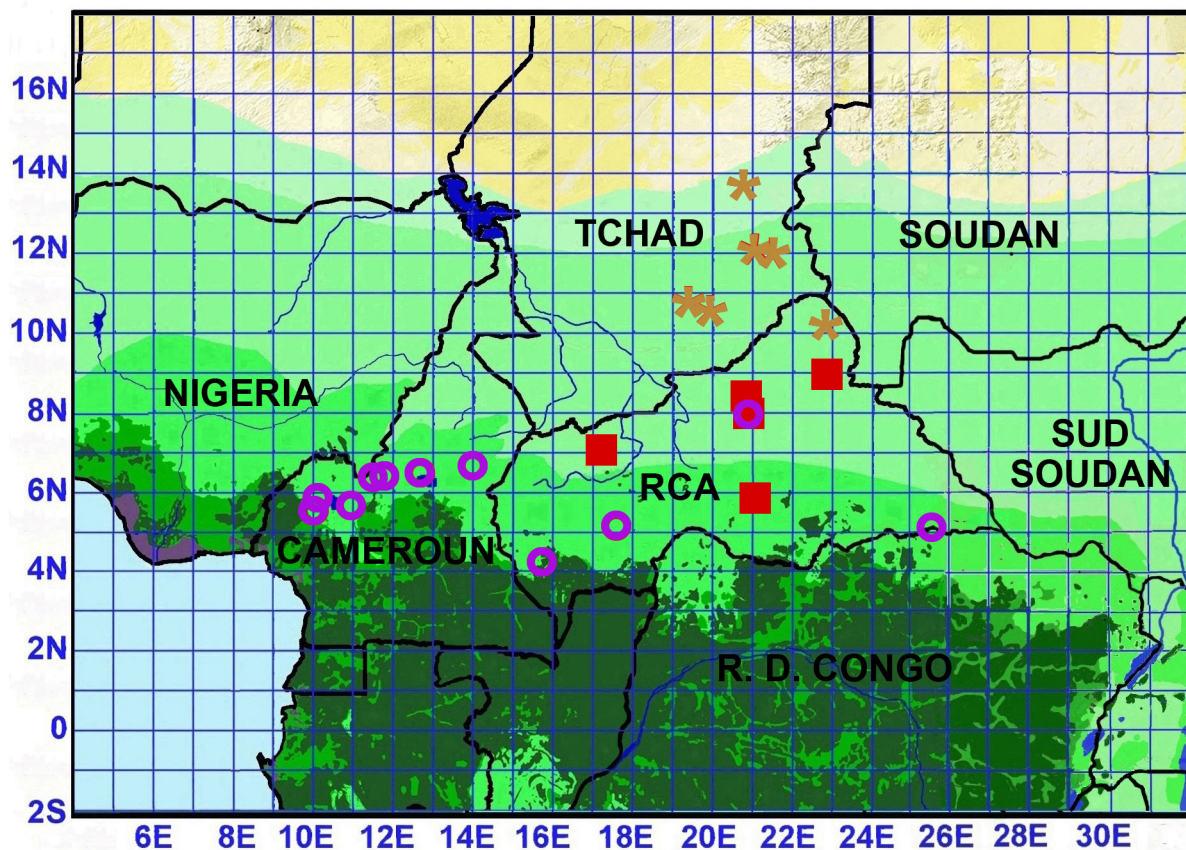 16N
14N
TCHAD
SOUDAN
12N
10N
NIGERIA
8N
SUD
SOUDAN
RCA
6N
CAMEROUN
4N
2N
R. D. CONGO
0
2S
6E 8E 10E 12E 14E 16E 18E 20E 22E 24E 26E 28E 30E